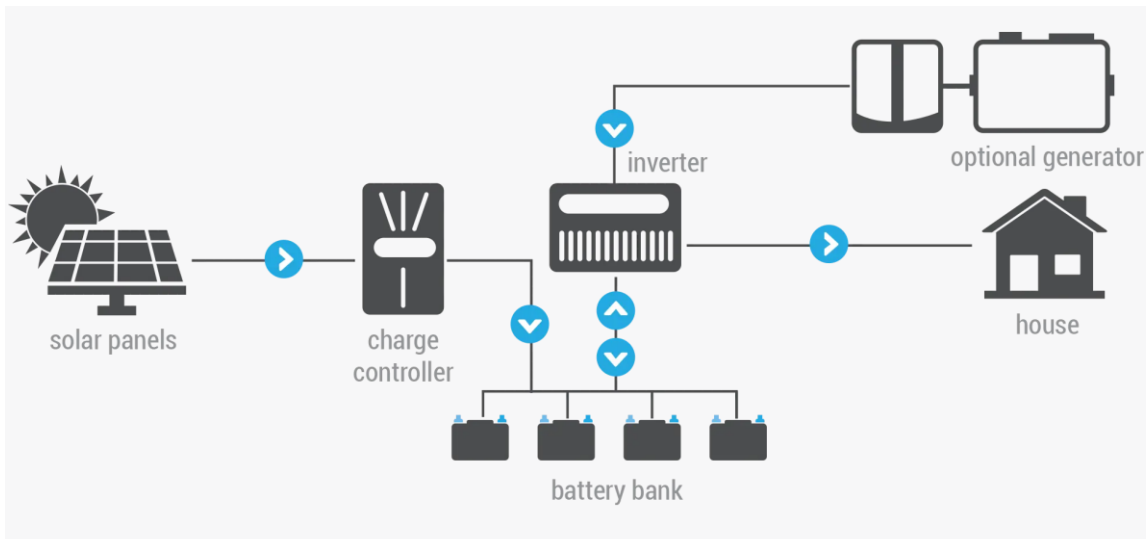 inverter
optional generator
solar panels
charge
controller
house
battery bank